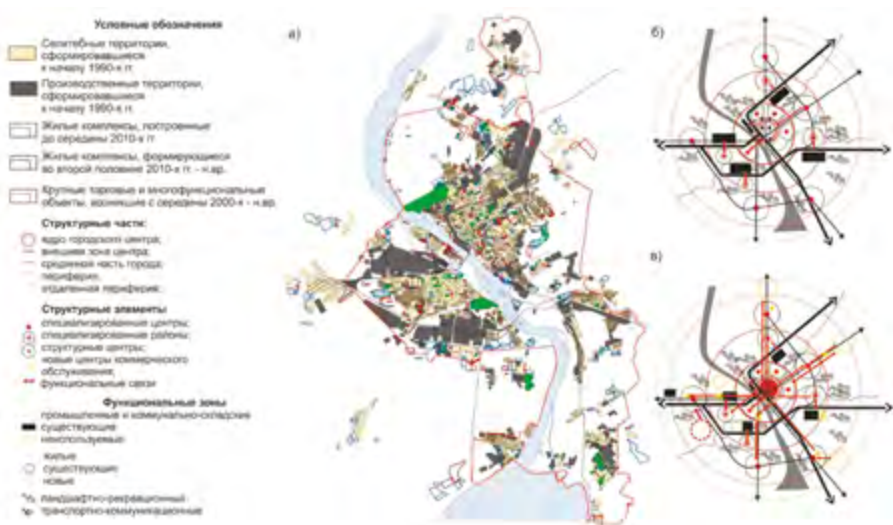 Условные обозначения
Селитебные территории,
сформировавшиеся
к началу 1990-х гг.
Производственные территории,
сформировавшиеся
к началу 1990-х гг.
Жилые комплексы, построенные
до середины 2010-х гг.
Жилые комплексы, формирующиеся
во второй половине 2010-х гг. - н.вр.
Крупные торговые и многофункциональные
объекты, возникшие с середины 2000-х - н.вр.
Структурные части:
ядро городского центра;
внешняя зона центра;
срединная часть города;
периферия;
отдаленная периферия;
Структурные элементы
специализированные центры;
специализированные районы;
структурные центры;
новые центры коммерческого
обслуживания;
функциональные связи
Функциональные зоны
промышленные и коммунально-складские
существующие
неиспользуемые
жилые
существующие
новые
ландшафтно-рекреационный
транспортно-коммуникационные
а)
б)
в)